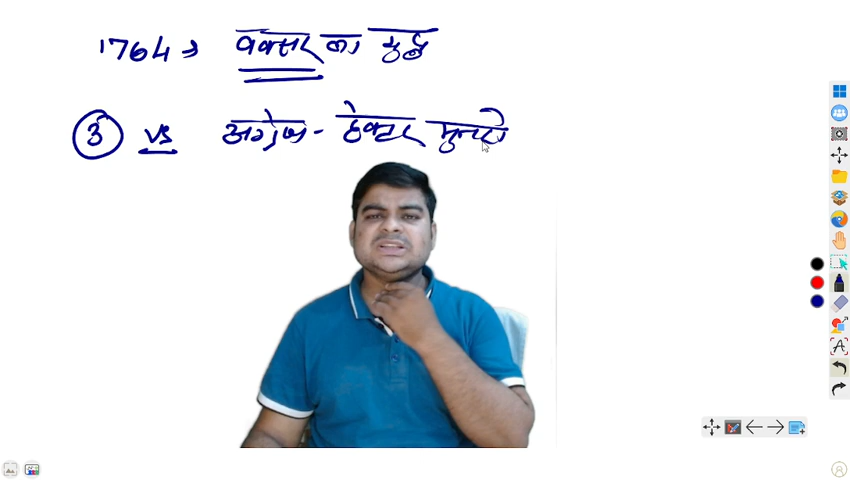 1764 → बक्सर का युद्ध
③ vs अंग्रेज - हेक्टर मुनरो